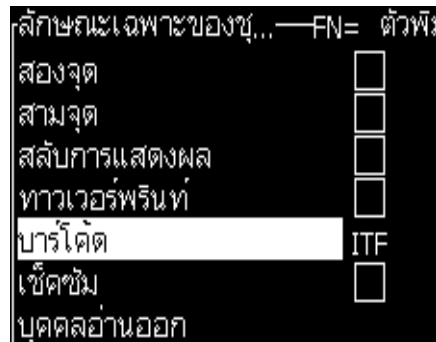 ลักษณะเฉพาะของชุ... FN= ตัวพิม
สองจุด
สามจุด
สลับการแสดงผล
ทาวเวอร์พรินท์
บาร์โค้ด ITF
เช็คซัม
บุคคลอ่านออก